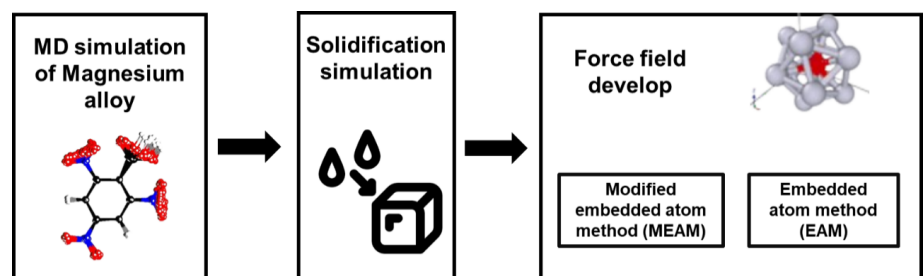 MD simulation
of Magnesium
alloy
Solidification
simulation
Force field
develop
Modified
embedded atom
method (MEAM)
Embedded
atom method
(EAM)